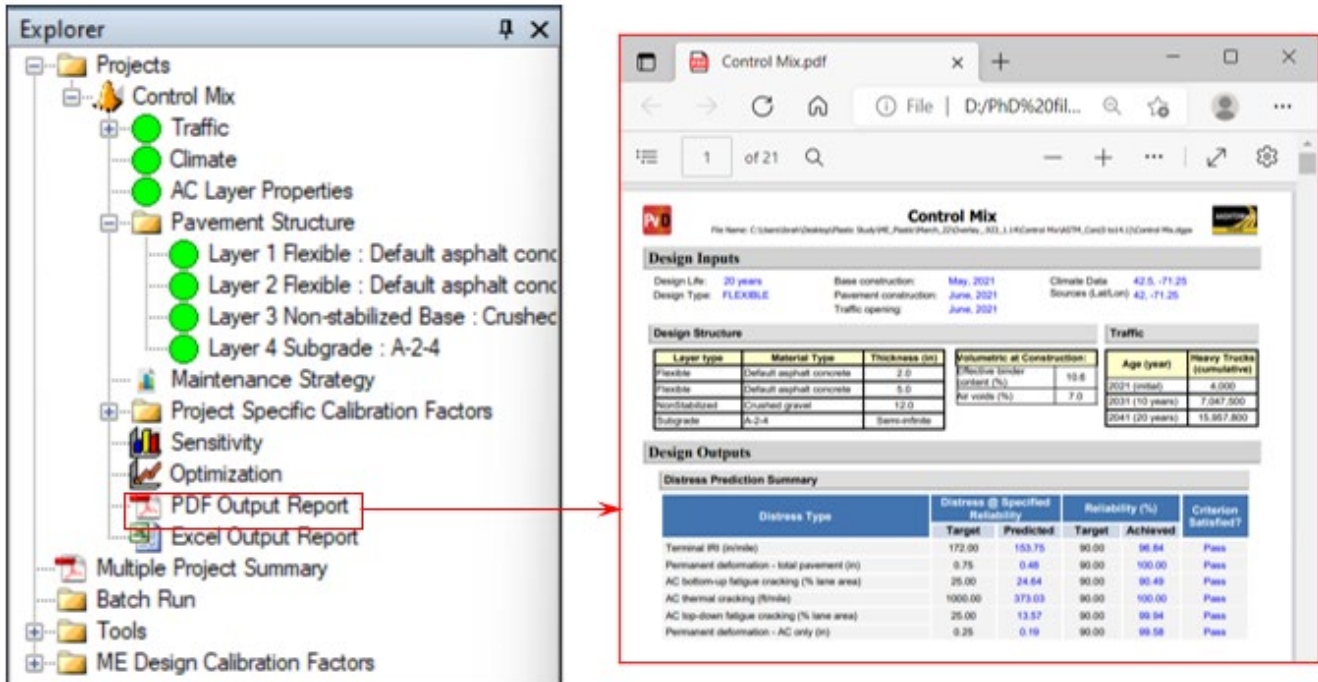 Explorer
Projects
Control Mix
Traffic
Climate
AC Layer Properties
Pavement Structure
Layer 1 Flexible : Default asphalt conc
Layer 2 Flexible : Default asphalt conc
Layer 3 Non-stabilized Base : Crushed
Layer 4 Subgrade : A-2-4
Maintenance Strategy
Project Specific Calibration Factors
Sensitivity
Optimization
PDF Output Report
Excel Output Report
Multiple Project Summary
Batch Run
Tools
ME Design Calibration Factors
Control Mix.pdf
File | D:/PhD%20fil...
1 of 21
Control Mix
File Name:
Design Inputs
Design Life: 20 years Base construction: May, 2021 Climate Data 42.5, -71.25
Design Type: FLEXIBLE Pavement construction: June, 2021 Sources (Lat/Lon) 42, -71.25
Traffic opening: June, 2021
Design Structure Traffic
Layer type Material Type Thickness (in) Volumetric at Construction: Age (year) Heavy Trucks (cumulative)
Flexible Default asphalt concrete 2.0 Effective binder content (%) 10.6 2021 (initial) 4,000
Flexible Default asphalt concrete 5.0 Air voids (%) 7.0 2031 (10 years) 7,047,500
NonStabilized Crushed gravel 12.0 2041 (20 years) 15,957,800
Subgrade A-2-4 Semi-infinite
Design Outputs
Distress Prediction Summary
Distress Type Distress @ Specified Reliability Reliability (%) Criterion Satisfied?
Target Predicted Target Achieved
Terminal IRI (in/mile) 172.00 153.75 90.00 96.84 Pass
Permanent deformation - total pavement (in) 0.75 0.48 90.00 100.00 Pass
AC bottom-up fatigue cracking (% lane area) 25.00 24.64 90.00 90.49 Pass
AC thermal cracking (ft/mile) 1000.00 373.03 90.00 100.00 Pass
AC top-down fatigue cracking (% lane area) 25.00 13.57 90.00 99.94 Pass
Permanent deformation - AC only (in) 0.25 0.19 90.00 99.58 Pass